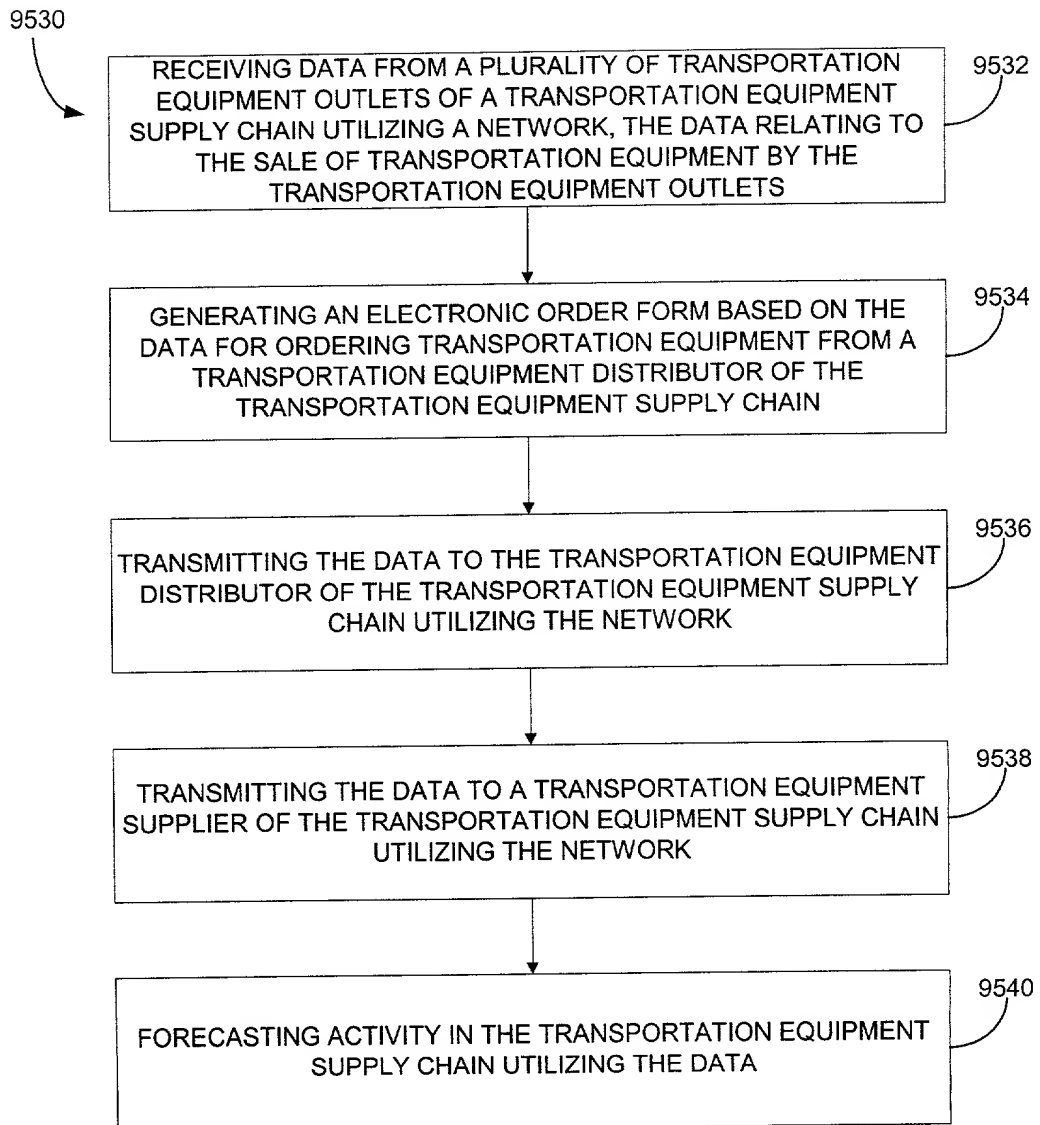 9530
RECEIVING DATA FROM A PLURALITY OF TRANSPORTATION
EQUIPMENT OUTLETS OF A TRANSPORTATION EQUIPMENT
SUPPLY CHAIN UTILIZING A NETWORK, THE DATA RELATING TO
THE SALE OF TRANSPORTATION EQUIPMENT BY THE
TRANSPORTATION EQUIPMENT OUTLETS
9532
GENERATING AN ELECTRONIC ORDER FORM BASED ON THE
DATA FOR ORDERING TRANSPORTATION EQUIPMENT FROM A
TRANSPORTATION EQUIPMENT DISTRIBUTOR OF THE
TRANSPORTATION EQUIPMENT SUPPLY CHAIN
9534
TRANSMITTING THE DATA TO THE TRANSPORTATION EQUIPMENT
DISTRIBUTOR OF THE TRANSPORTATION EQUIPMENT SUPPLY
CHAIN UTILIZING THE NETWORK
9536
TRANSMITTING THE DATA TO A TRANSPORTATION EQUIPMENT
SUPPLIER OF THE TRANSPORTATION EQUIPMENT SUPPLY CHAIN
UTILIZING THE NETWORK
9538
FORECASTING ACTIVITY IN THE TRANSPORTATION EQUIPMENT
SUPPLY CHAIN UTILIZING THE DATA
9540